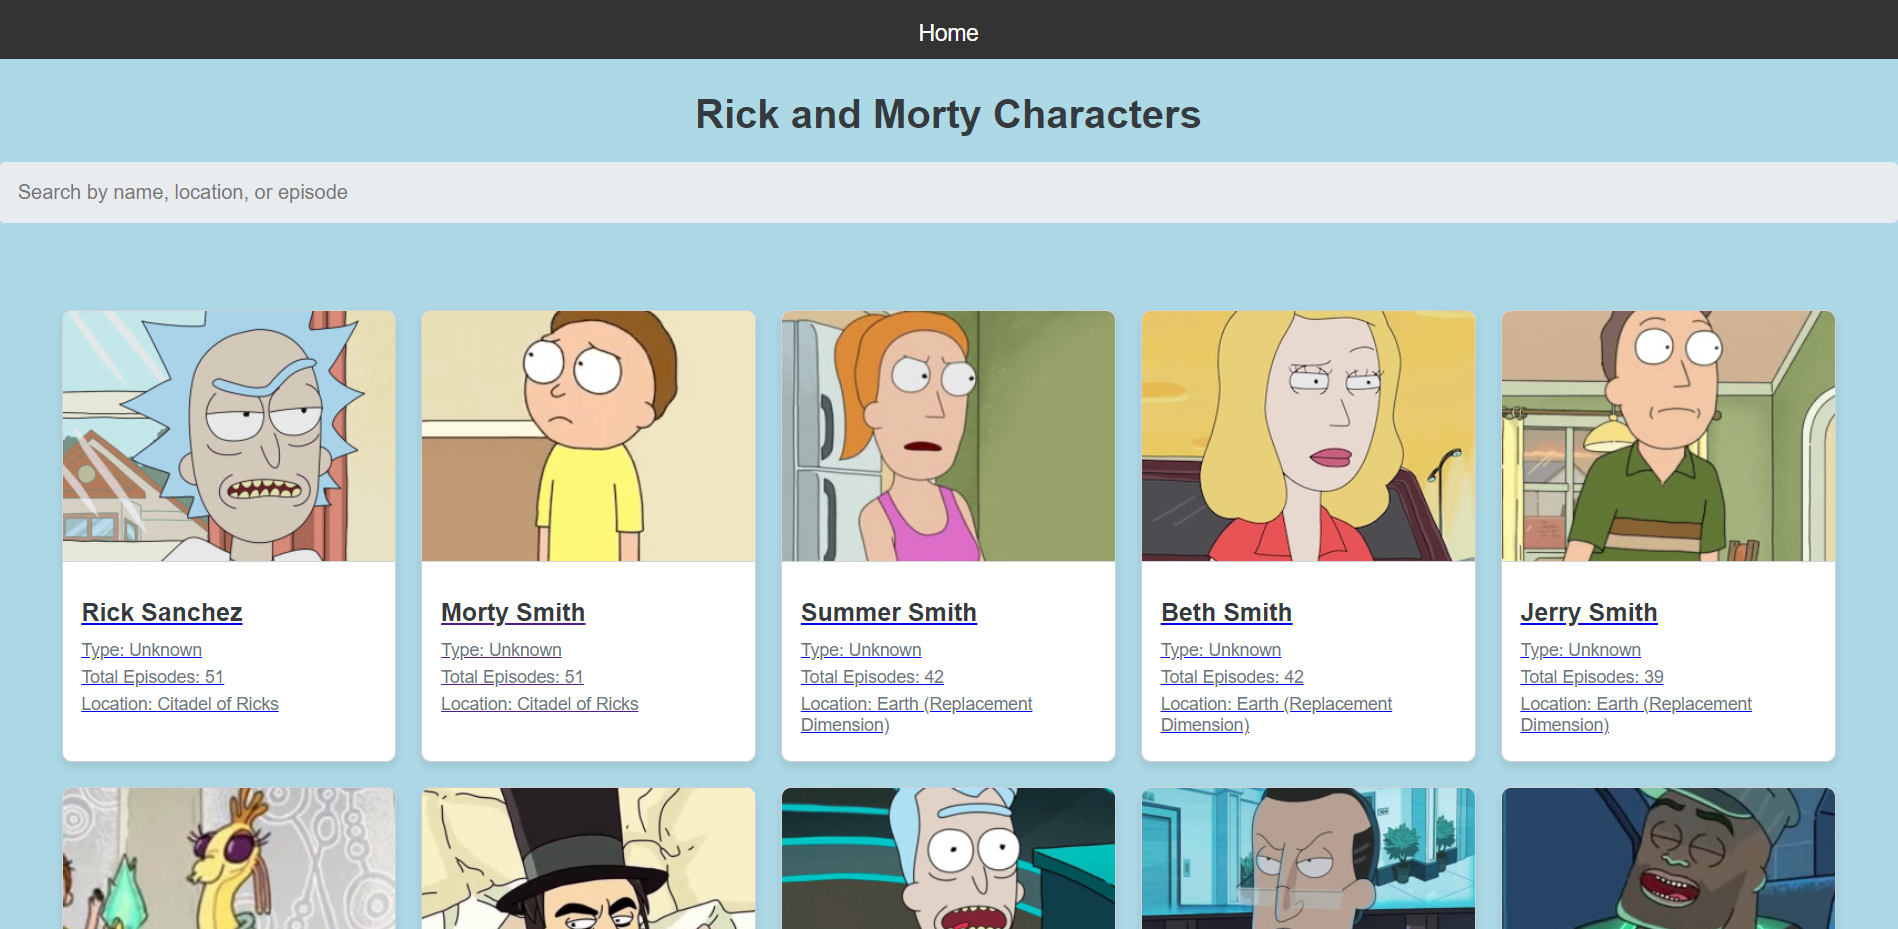 Home
Rick and Morty Characters
Search by name, location, or episode
Rick Sanchez
Type: Unknown
Total Episodes: 51
Location: Citadel of Ricks
Morty Smith
Type: Unknown
Total Episodes: 51
Location: Citadel of Ricks
Summer Smith
Type: Unknown
Total Episodes: 42
Location: Earth (Replacement
Dimension)
Beth Smith
Type: Unknown
Total Episodes: 42
Location: Earth (Replacement
Dimension)
Jerry Smith
Type: Unknown
Total Episodes: 39
Location: Earth (Replacement
Dimension)